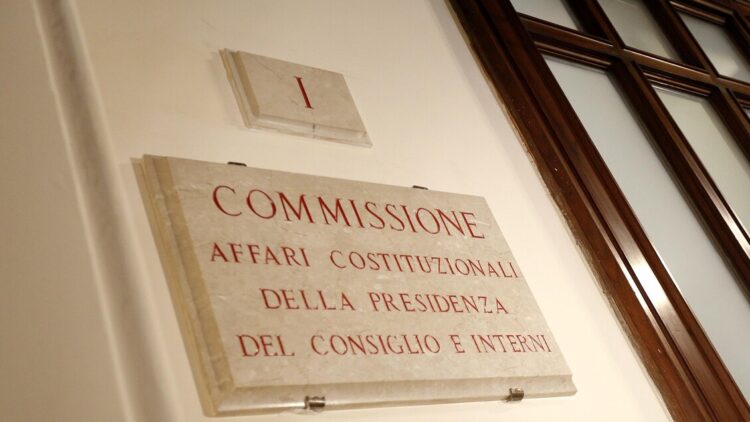 I
COMMISSIONE
AFFARI COSTITUZIONALI
DELLA PRESIDENZA
DEL CONSIGLIO E INTERNI